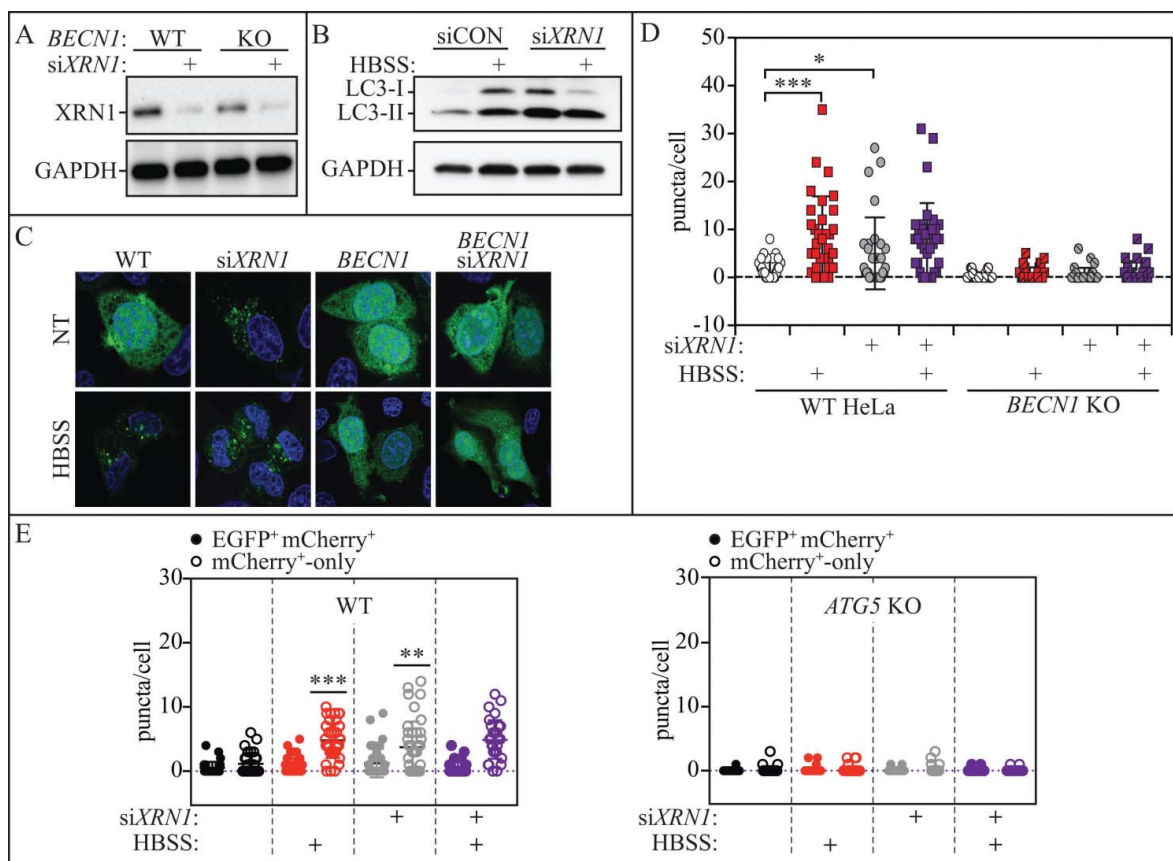 A
BECN1: WT KO
siXRN1: + +
XRN1
GAPDH
B
siCON siXRN1
HBSS: + +
LC3-I
LC3-II
GAPDH
C
WT siXRN1 BECN1 BECN1 siXRN1
NT
HBSS
D
puncta/cell
50
40
30
20
10
0
-10
*
***
siXRN1: + + + +
HBSS: + + + +
WT HeLa BECN1 KO
E
EGFP+ mCherry+
mCherry+-only
puncta/cell
30
20
10
0
WT
*** **
siXRN1: + +
HBSS: + +
EGFP+ mCherry+
mCherry+-only
puncta/cell
30
20
10
0
ATG5 KO
siXRN1: + +
HBSS: + +